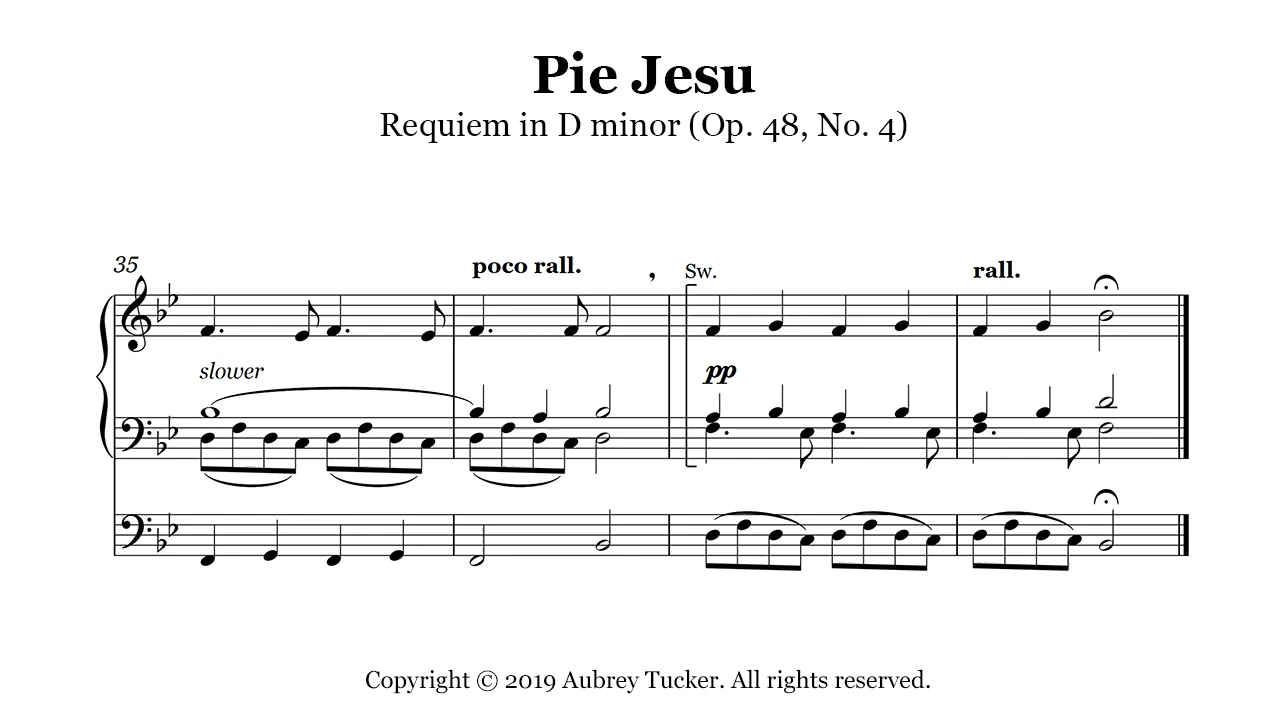 Pie Jesu
Requiem in D minor (Op. 48, No. 4)
35
poco rall.
,
Sw.
rall.
slower
pp
Copyright © 2019 Aubrey Tucker. All rights reserved.